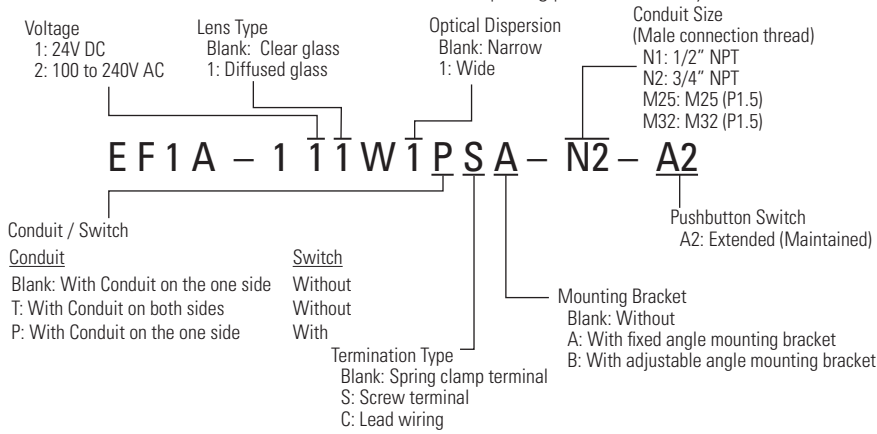 Voltage
1: 24V DC
2: 100 to 240V AC
Lens Type
Blank: Clear glass
1: Diffused glass
Optical Dispersion
Blank: Narrow
1: Wide
Conduit Size
(Male connection thread)
N1: 1/2” NPT
N2: 3/4” NPT
M25: M25 (P1.5)
M32: M32 (P1.5)
EF1A – 111W1PSA – N2 – A2
Conduit / Switch
Conduit Switch
Blank: With Conduit on the one side Without
T: With Conduit on both sides Without
P: With Conduit on the one side With
Termination Type
Blank: Spring clamp terminal
S: Screw terminal
C: Lead wiring
Mounting Bracket
Blank: Without
A: With fixed angle mounting bracket
B: With adjustable angle mounting bracket
Pushbutton Switch
A2: Extended (Maintained)